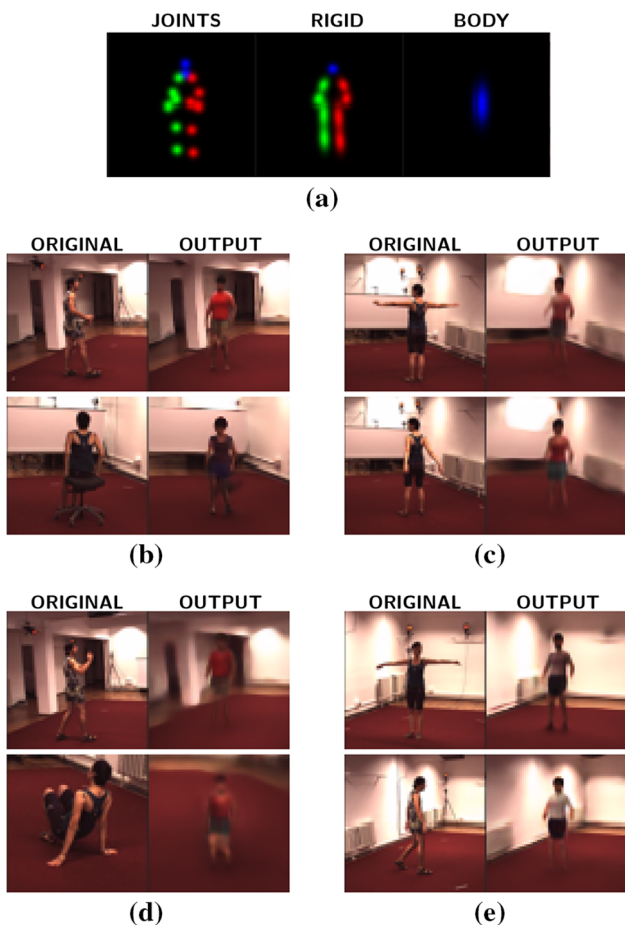 JOINTS RIGID BODY
(a)
ORIGINAL OUTPUT ORIGINAL OUTPUT
(b) (c)
ORIGINAL OUTPUT ORIGINAL OUTPUT
(d) (e)